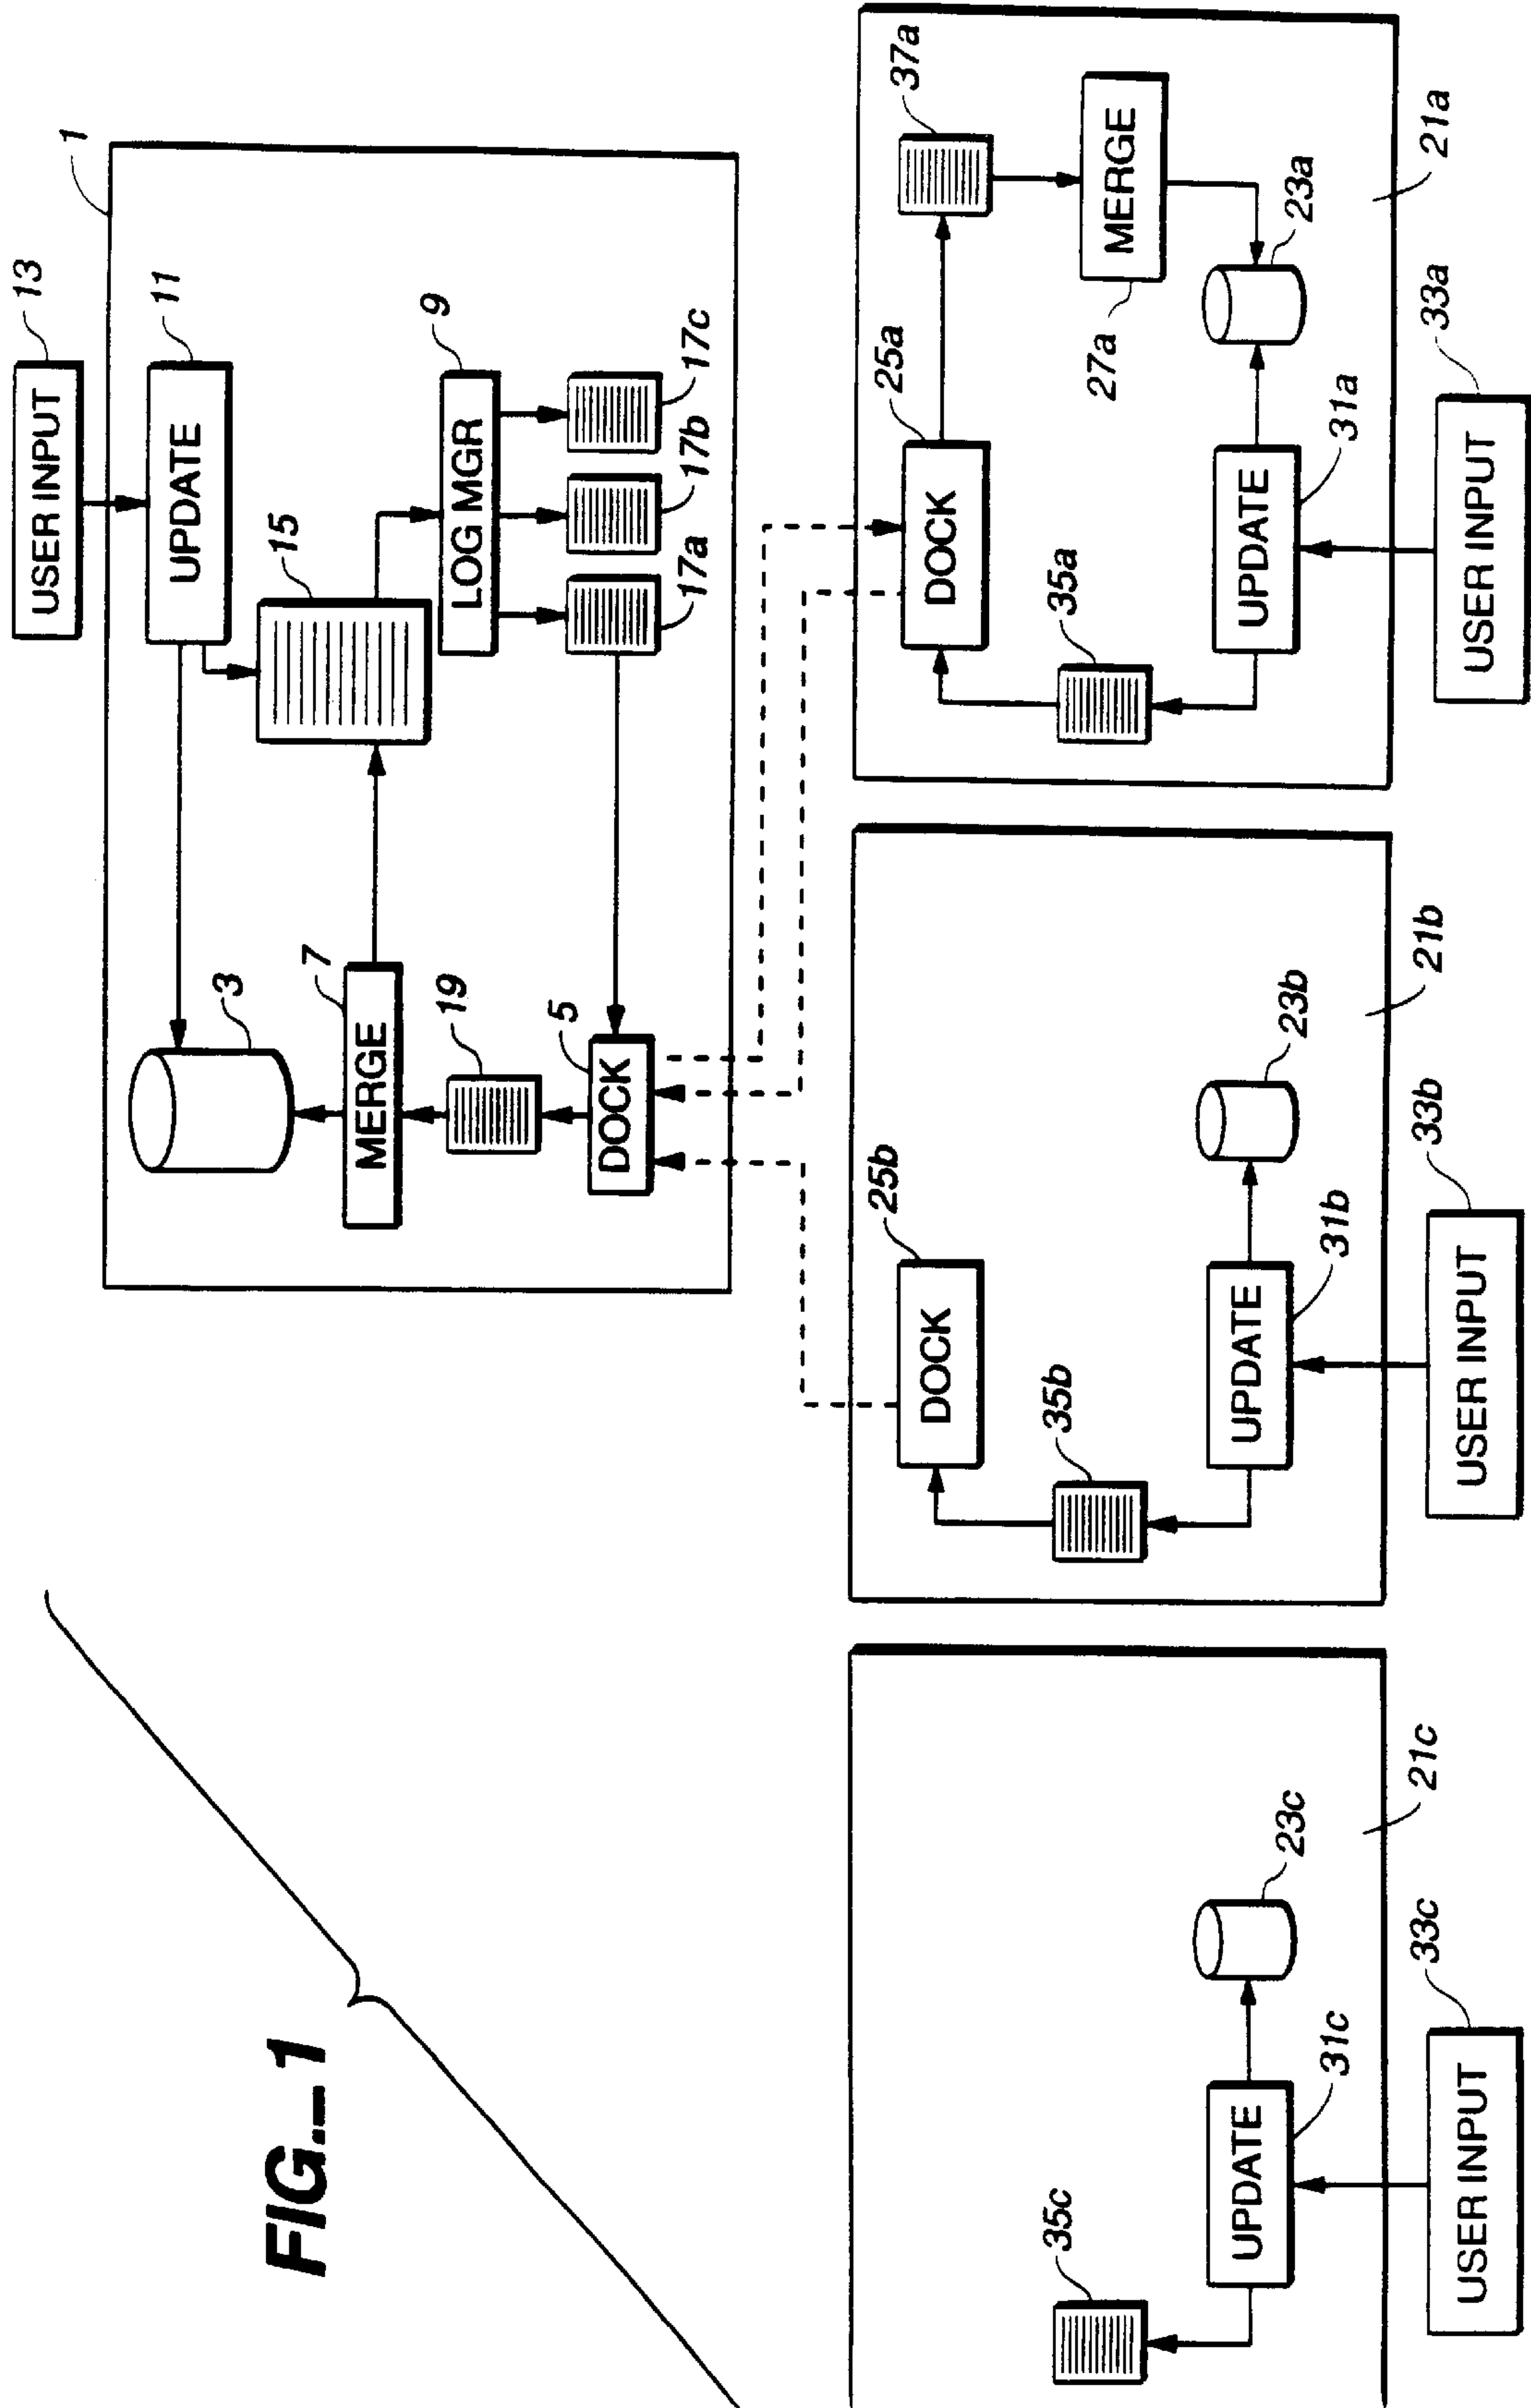 FIG._1
USER INPUT
13
1
UPDATE
11
3
15
MERGE
7
LOG MGR
9
19
DOCK
5
17a
17b
17c
35c
UPDATE
31c
23c
21c
USER INPUT
33c
DOCK
25b
35b
UPDATE
31b
23b
21b
USER INPUT
33b
DOCK
25a
37a
35a
MERGE
27a
UPDATE
31a
23a
21a
USER INPUT
33a